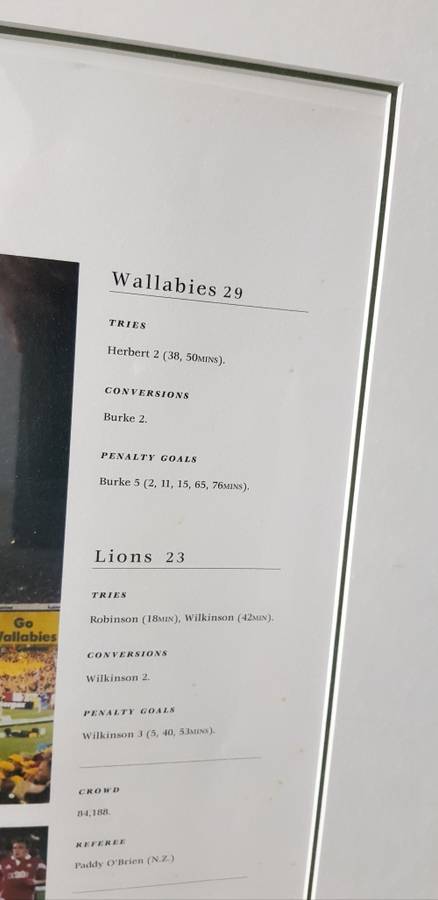 Wallabies 29
TRIES
Herbert 2 (38, 50MINS).
CONVERSIONS
Burke 2.
PENALTY GOALS
Burke 5 (2, 11, 15, 65, 76MINS).
Lions 23
TRIES
Robinson (18MIN), Wilkinson (42MIN).
CONVERSIONS
Wilkinson 2.
PENALTY GOALS
Wilkinson 3 (5, 40, 53MINS).
CROWD
84,188.
REFEREE
Paddy O'Brien (N.Z.)
Go
Wallabies